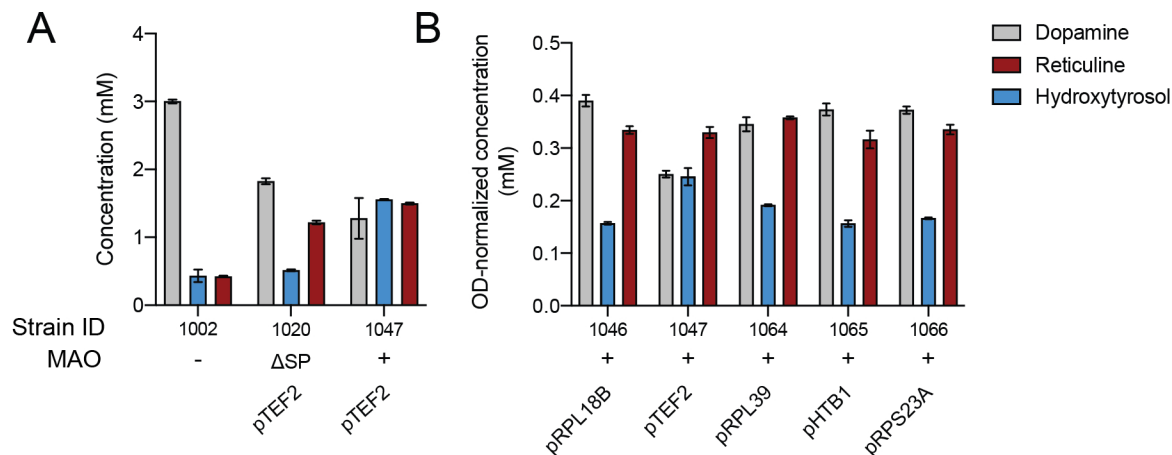 A
Concentration (mM)
4
3
2
1
0
Strain ID
1002
1020
1047
MAO
-
ΔSP
+
pTEF2
pTEF2
B
OD-normalized concentration
(mM)
0.5
0.4
0.3
0.2
0.1
0.0
1046
1047
1064
1065
1066
+
+
+
+
+
pRPL18B
pTEF2
pRPL39
pHTB1
pRPS23A
Dopamine
Reticuline
Hydroxytyrosol